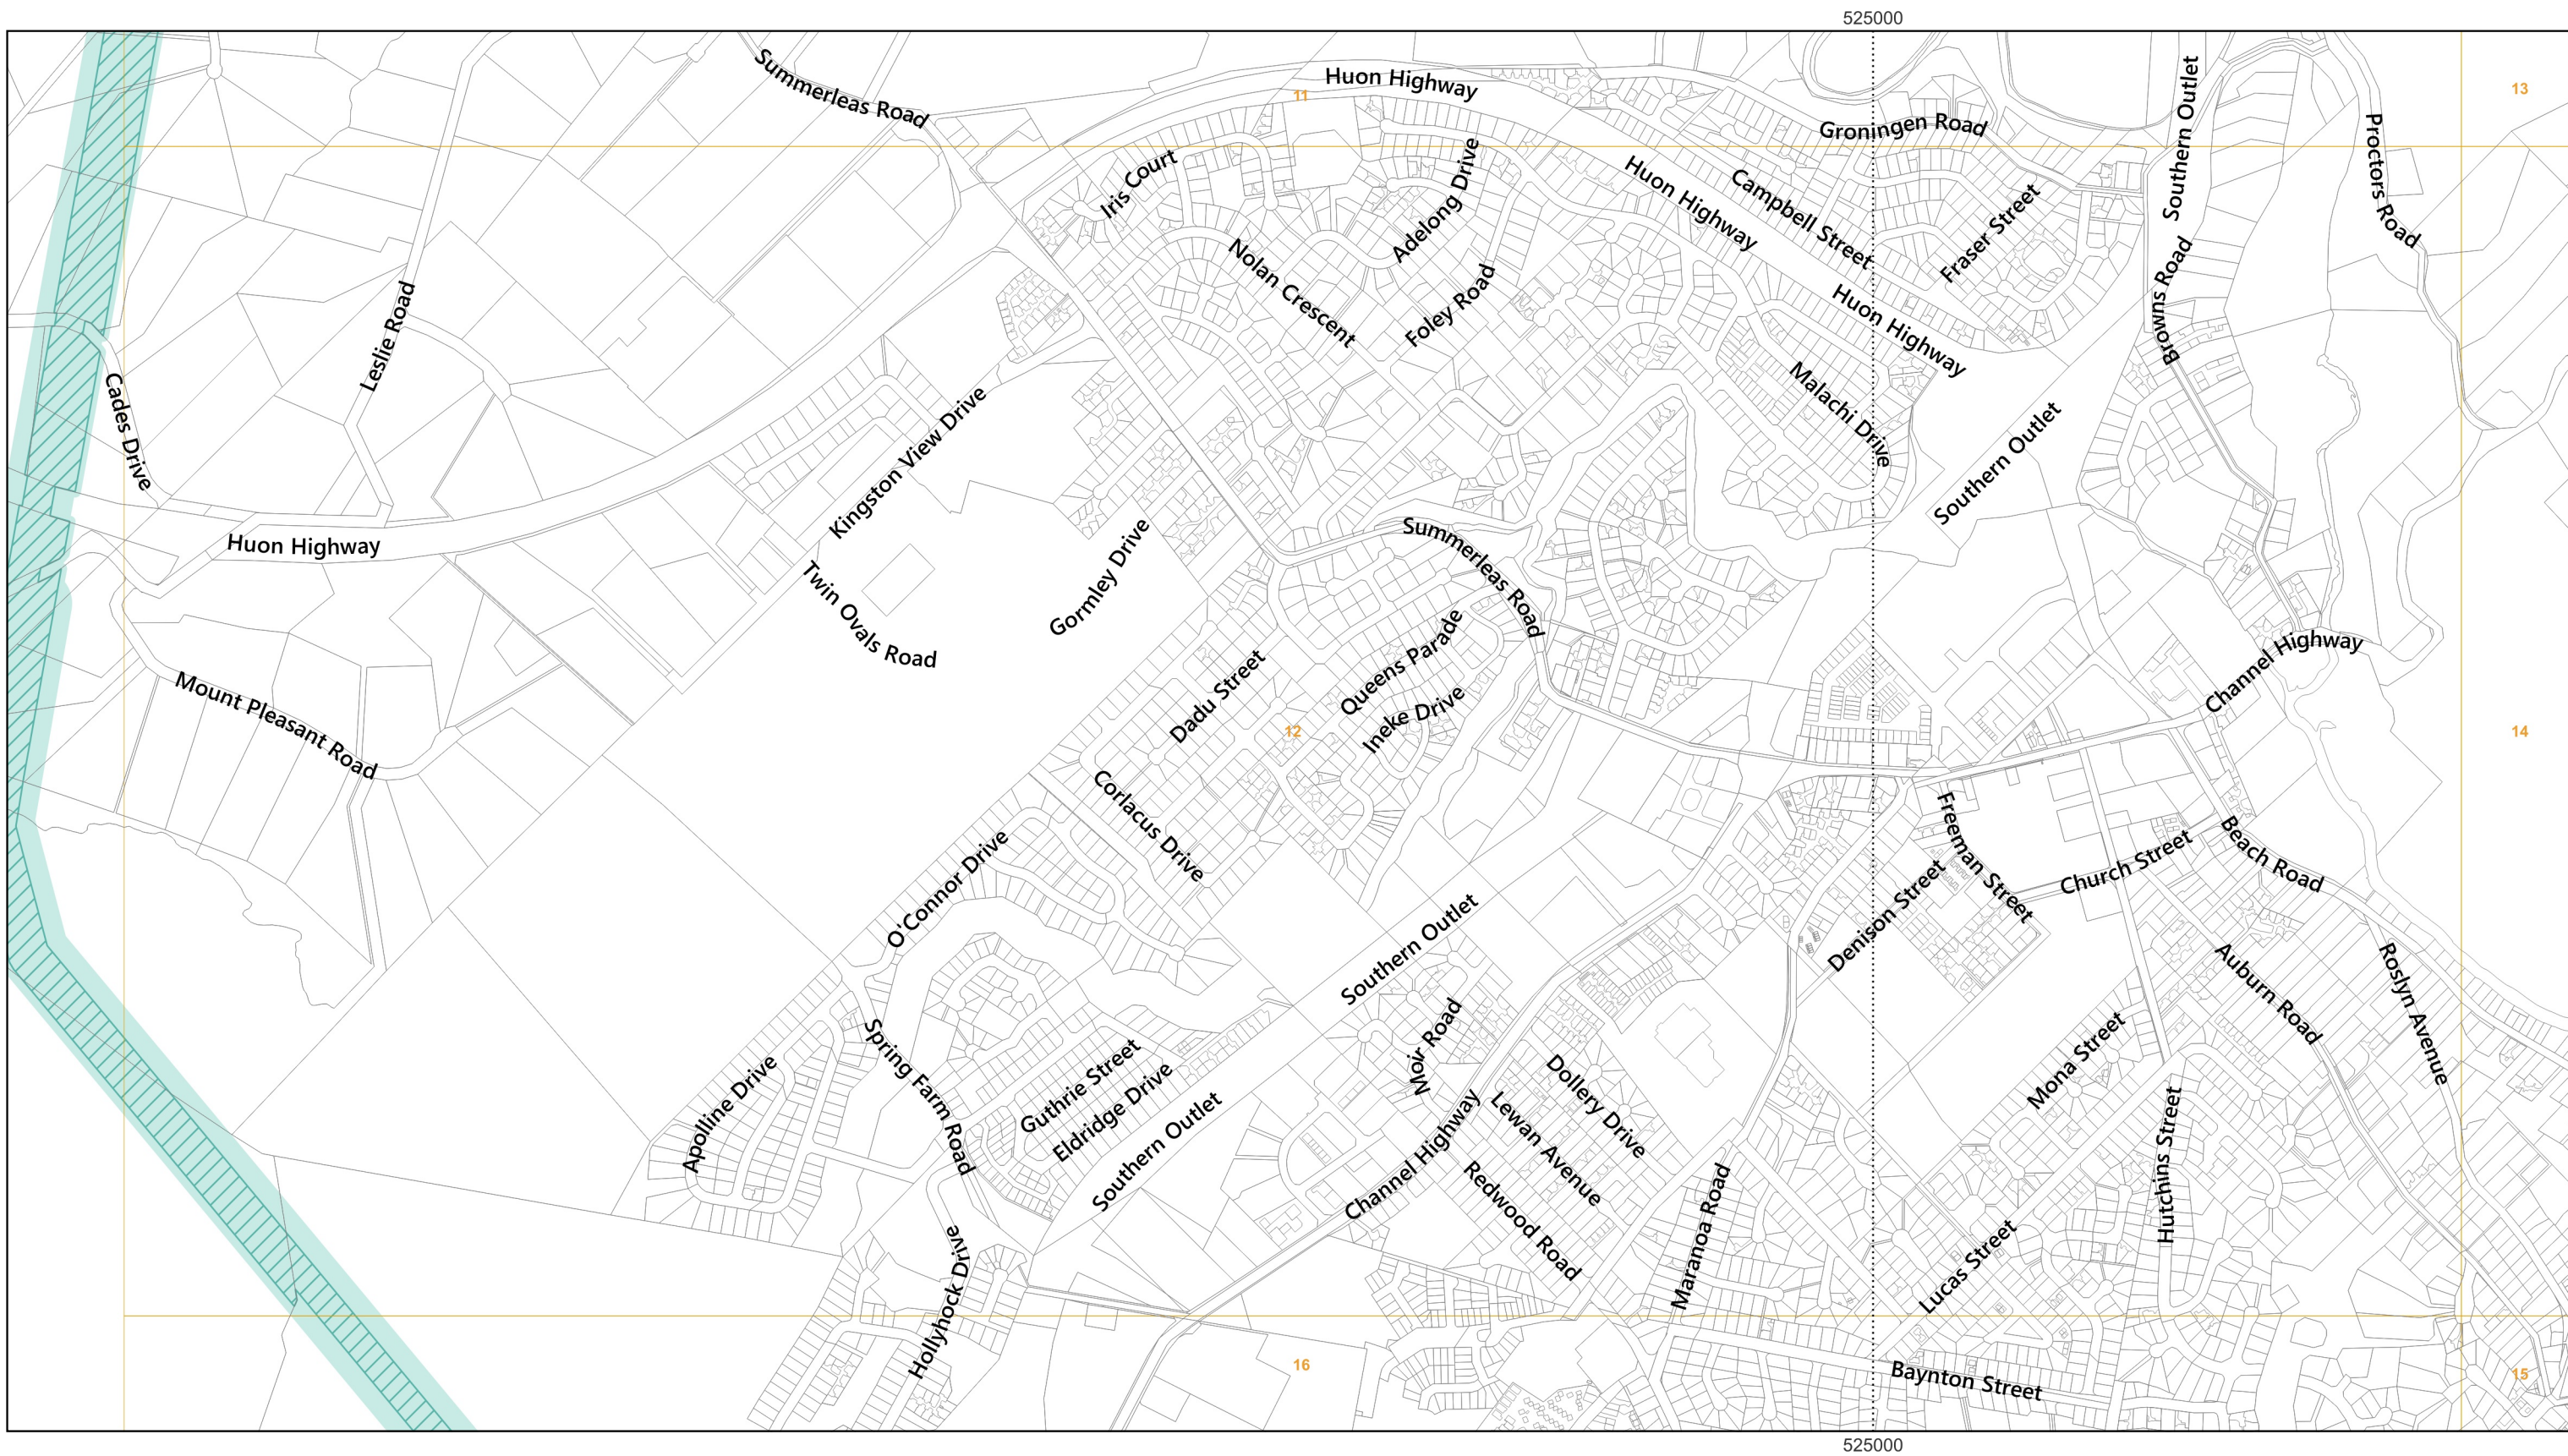 525000
Summerleas Road
Huon Highway
11
13
Groningen Road
Southern Outlet
Proctors Road
Iris Court
Adelong Drive
Huon Highway
Campbell Street
Fraser Street
Nolan Crescent
Foley Road
Browns Road
Leslie Road
Huon Highway
Cades Drive
Kingston View Drive
Malachi Drive
Southern Outlet
Huon Highway
Twin Ovals Road
Gormley Drive
Summerleas Road
Channel Highway
Dadu Street
Queens Parade
Ineke Drive
Mount Pleasant Road
12
14
Corlacus Drive
O'Connor Drive
Freeman Street
Denison Street
Church Street
Beach Road
Southern Outlet
Auburn Road
Roslyn Avenue
Moir Road
Spring Farm Road
Apolline Drive
Guthrie Street
Eldridge Drive
Southern Outlet
Dollery Drive
Lewan Avenue
Mona Street
Channel Highway
Redwood Road
Maranoa Road
Hutchins Street
Lucas Street
Hollyhock Drive
16
Baynton Street
15
525000